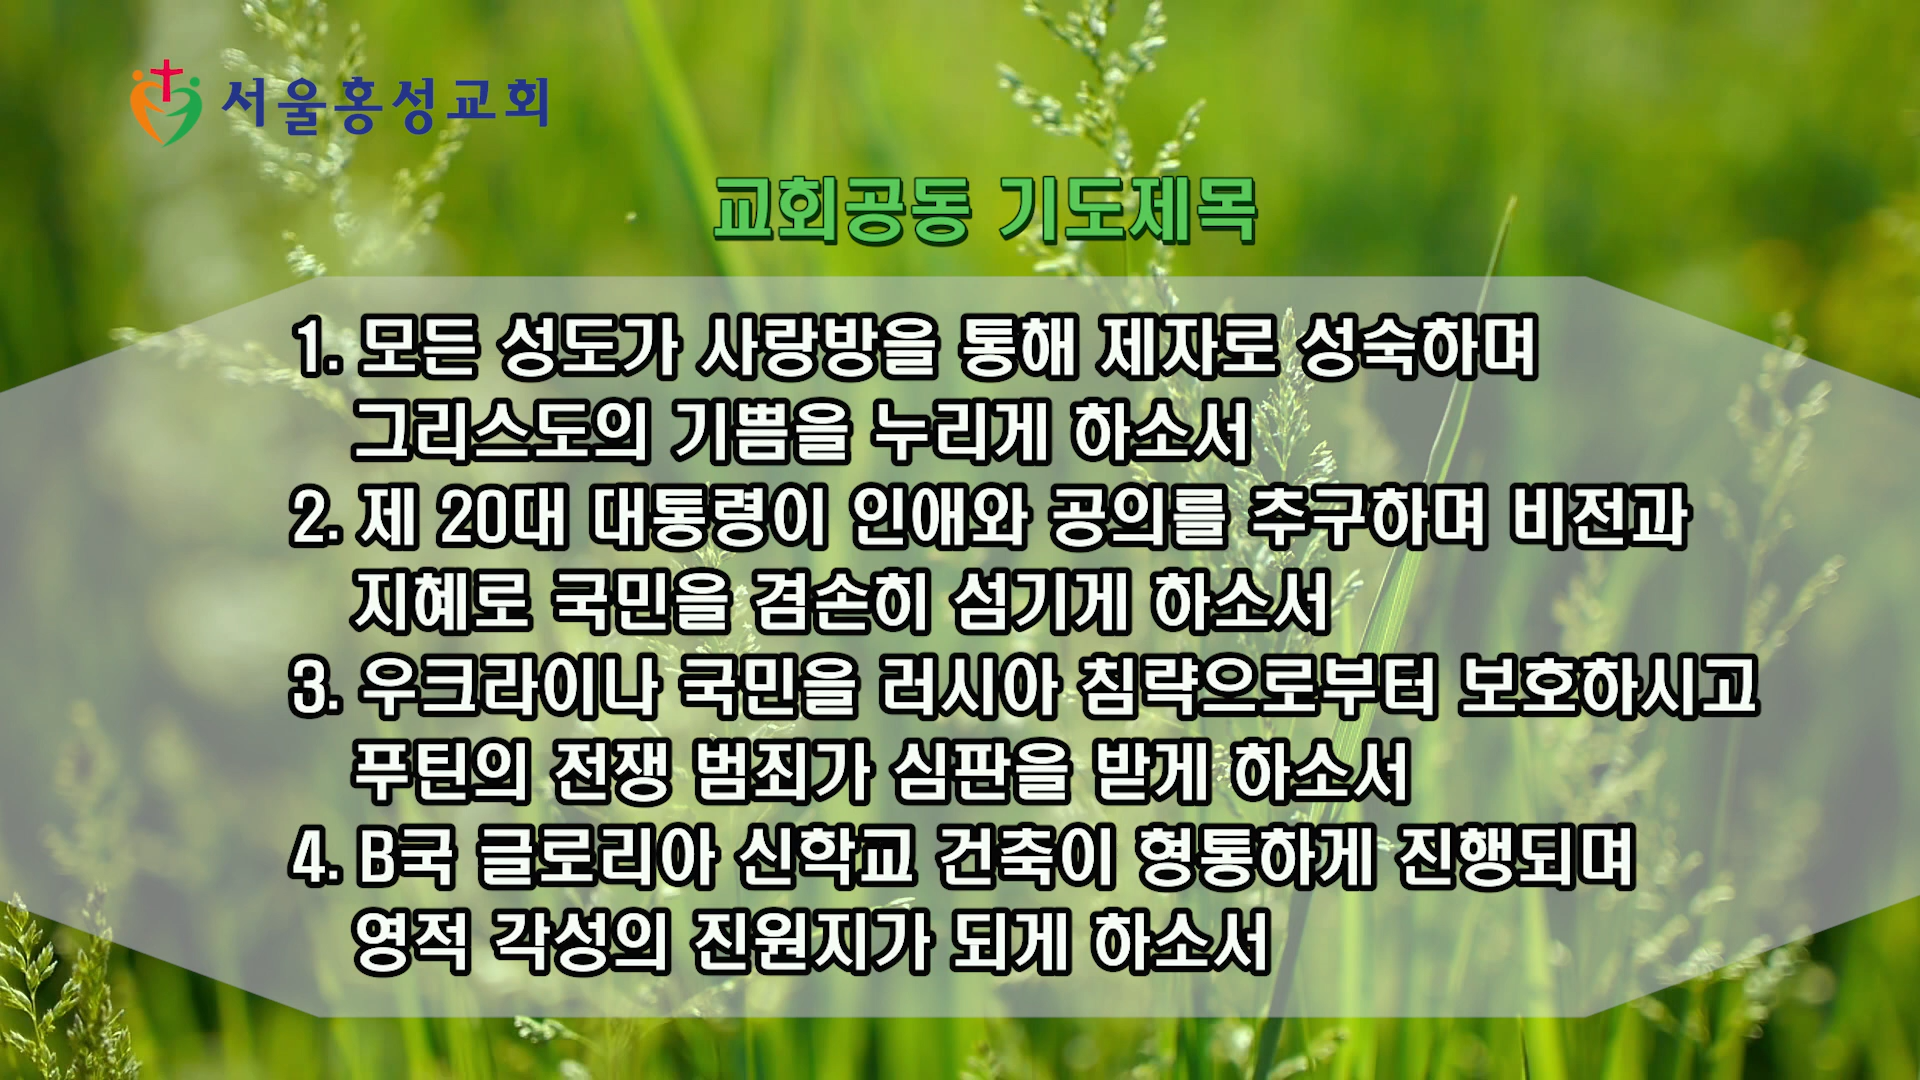 서울홍성교회
교회공동 기도제목
1. 모든 성도가 사랑방을 통해 제자로 성숙하며
그리스도의 기쁨을 누리게 하소서
2. 제 20대 대통령이 인애와 공의를 추구하며 비전과
지혜로 국민을 겸손히 섬기게 하소서
3. 우크라이나 국민을 러시아 침략으로부터 보호하시고
푸틴의 전쟁 범죄가 심판을 받게 하소서
4. B국 글로리아 신학교 건축이 형통하게 진행되며
영적 각성의 진원지가 되게 하소서